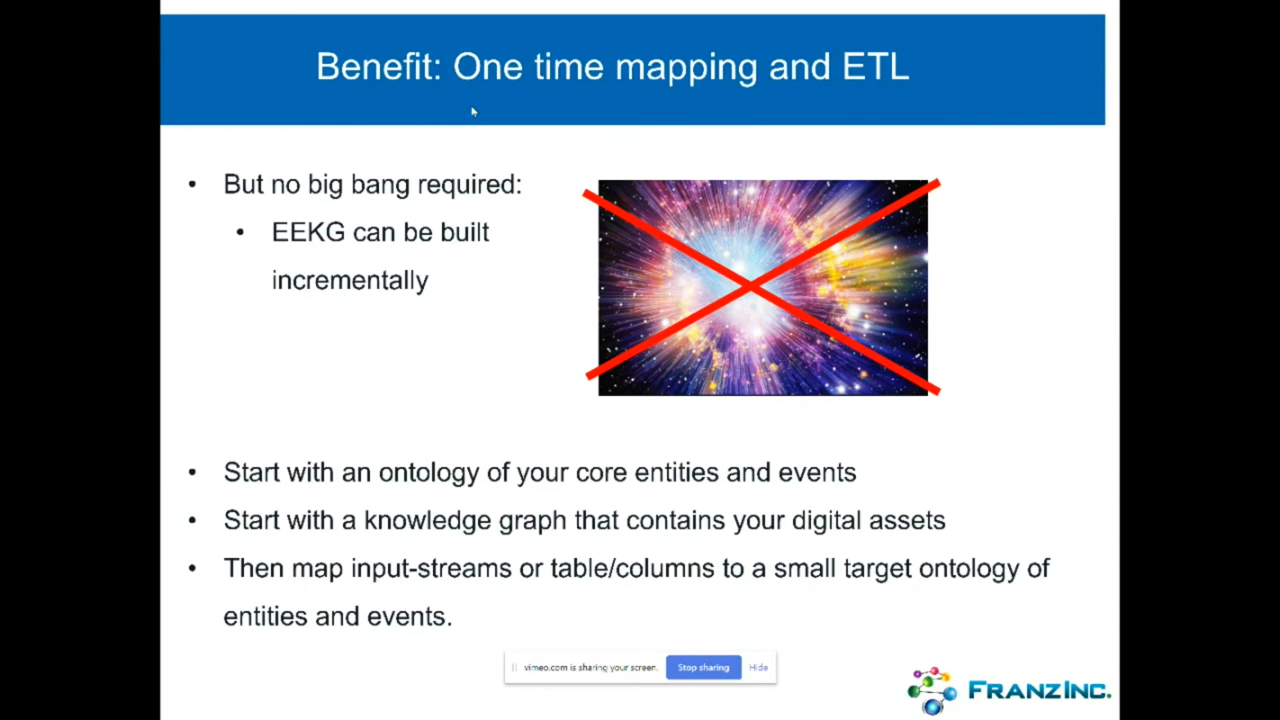 Benefit: One time mapping and ETL
• But no big bang required:
• EEKG can be built
incrementally
• Start with an ontology of your core entities and events
• Start with a knowledge graph that contains your digital assets
• Then map input-streams or table/columns to a small target ontology of
entities and events.
vimeo.com is sharing your screen. Stop sharing Hide
FRANZ INC.